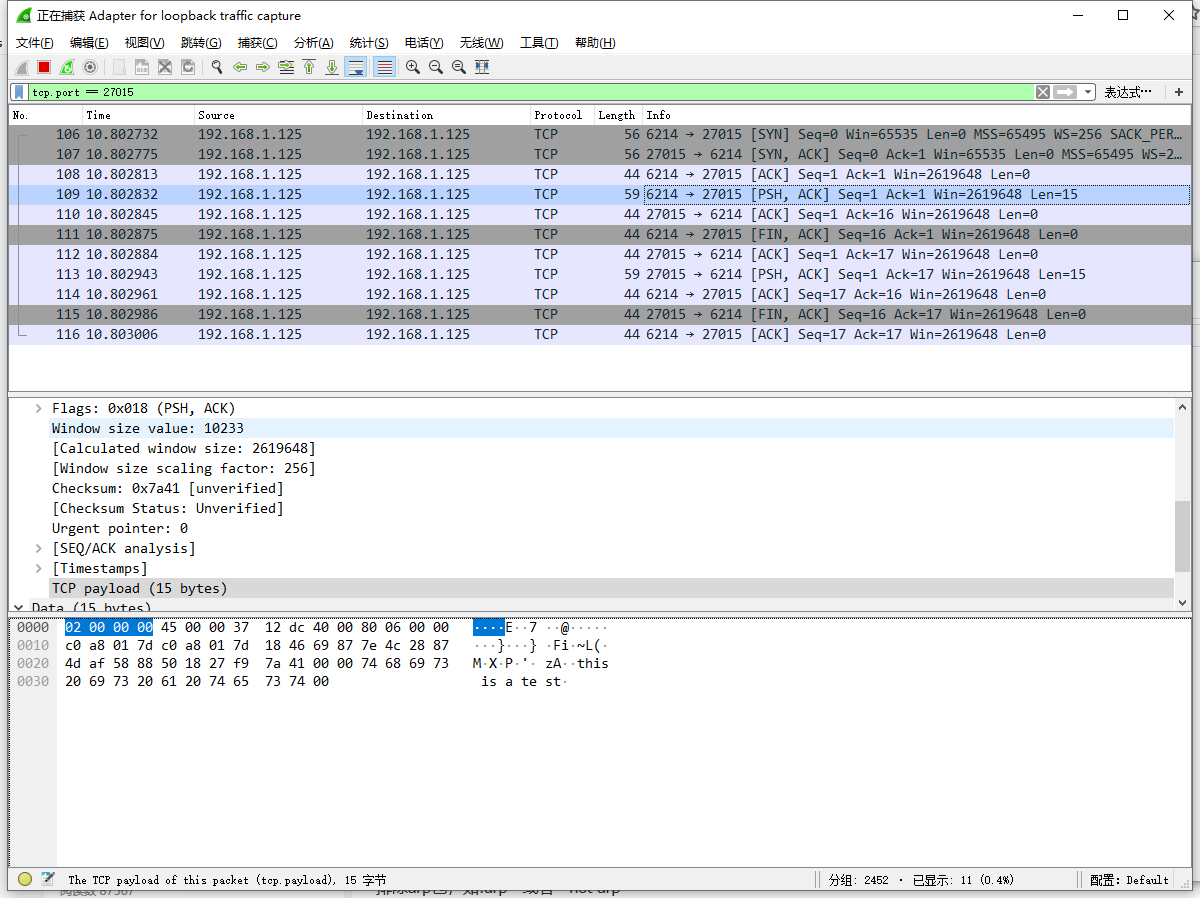 正在捕获 Adapter for loopback traffic capture
文件(F) 编辑(E) 视图(V) 跳转(G) 捕获(C) 分析(A) 统计(S) 电话(Y) 无线(W) 工具(T) 帮助(H)
tcp.port == 27015 表达式… +
No. Time Source Destination Protocol Length Info
106 10.802732 192.168.1.125 192.168.1.125 TCP 56 6214 → 27015 [SYN] Seq=0 Win=65535 Len=0 MSS=65495 WS=256 SACK_PER…
107 10.802775 192.168.1.125 192.168.1.125 TCP 56 27015 → 6214 [SYN, ACK] Seq=0 Ack=1 Win=65535 Len=0 MSS=65495 WS=2…
108 10.802813 192.168.1.125 192.168.1.125 TCP 44 6214 → 27015 [ACK] Seq=1 Ack=1 Win=2619648 Len=0
109 10.802832 192.168.1.125 192.168.1.125 TCP 59 6214 → 27015 [PSH, ACK] Seq=1 Ack=1 Win=2619648 Len=15
110 10.802845 192.168.1.125 192.168.1.125 TCP 44 27015 → 6214 [ACK] Seq=1 Ack=16 Win=2619648 Len=0
111 10.802875 192.168.1.125 192.168.1.125 TCP 44 6214 → 27015 [FIN, ACK] Seq=16 Ack=1 Win=2619648 Len=0
112 10.802884 192.168.1.125 192.168.1.125 TCP 44 27015 → 6214 [ACK] Seq=1 Ack=17 Win=2619648 Len=0
113 10.802943 192.168.1.125 192.168.1.125 TCP 59 27015 → 6214 [PSH, ACK] Seq=1 Ack=17 Win=2619648 Len=15
114 10.802961 192.168.1.125 192.168.1.125 TCP 44 6214 → 27015 [ACK] Seq=17 Ack=16 Win=2619648 Len=0
115 10.802986 192.168.1.125 192.168.1.125 TCP 44 27015 → 6214 [FIN, ACK] Seq=16 Ack=17 Win=2619648 Len=0
116 10.803006 192.168.1.125 192.168.1.125 TCP 44 6214 → 27015 [ACK] Seq=17 Ack=17 Win=2619648 Len=0
Flags: 0x018 (PSH, ACK)
Window size value: 10233
[Calculated window size: 2619648]
[Window size scaling factor: 256]
Checksum: 0x7a41 [unverified]
[Checksum Status: Unverified]
Urgent pointer: 0
[SEQ/ACK analysis]
[Timestamps]
TCP payload (15 bytes)
Data (15 bytes)
0000 02 00 00 00 45 00 00 37 12 dc 40 00 80 06 00 00 ····E··7 ··@·····
0010 c0 a8 01 7d c0 a8 01 7d 18 46 69 87 7e 4c 28 87 ···}···} ·Fi·~L(·
0020 4d af 58 88 50 18 27 f9 7a 41 00 00 74 68 69 73 M·X·P·'· zA··this
0030 20 69 73 20 61 20 74 65 73 74 00 is a te st·
The TCP payload of this packet (tcp.payload), 15 字节 分组: 2452 · 已显示: 11 (0.4%) 配置: Default